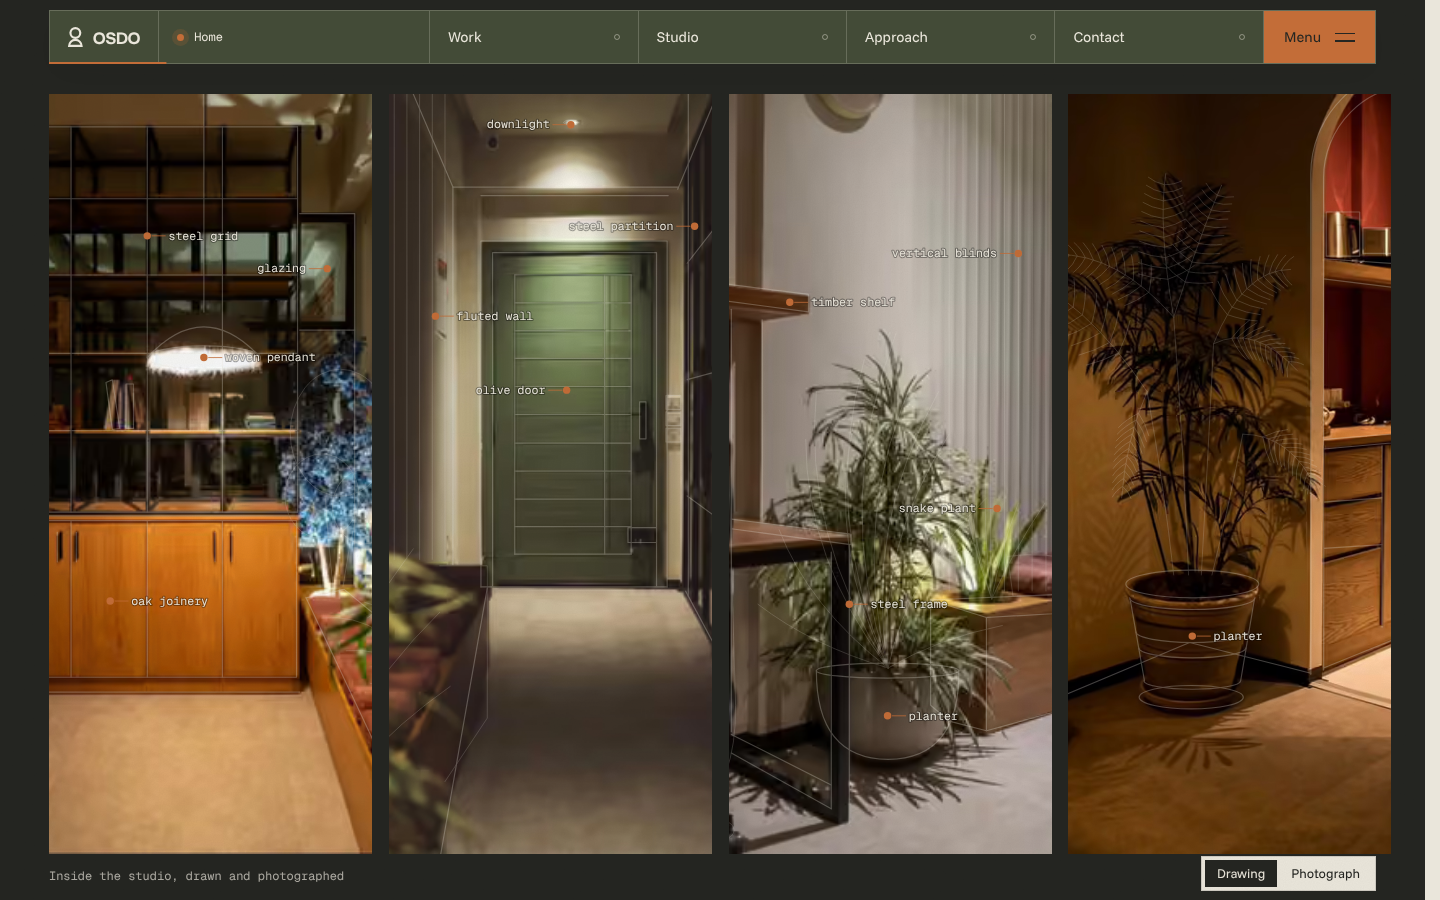 OSDO
Home
Work
Studio
Approach
Contact
Menu
steel grid
glazing
woven pendant
oak joinery
downlight
steel partition
fluted wall
olive door
vertical blinds
timber shelf
snake plant
steel frame
planter
planter
Inside the studio, drawn and photographed
Drawing
Photograph